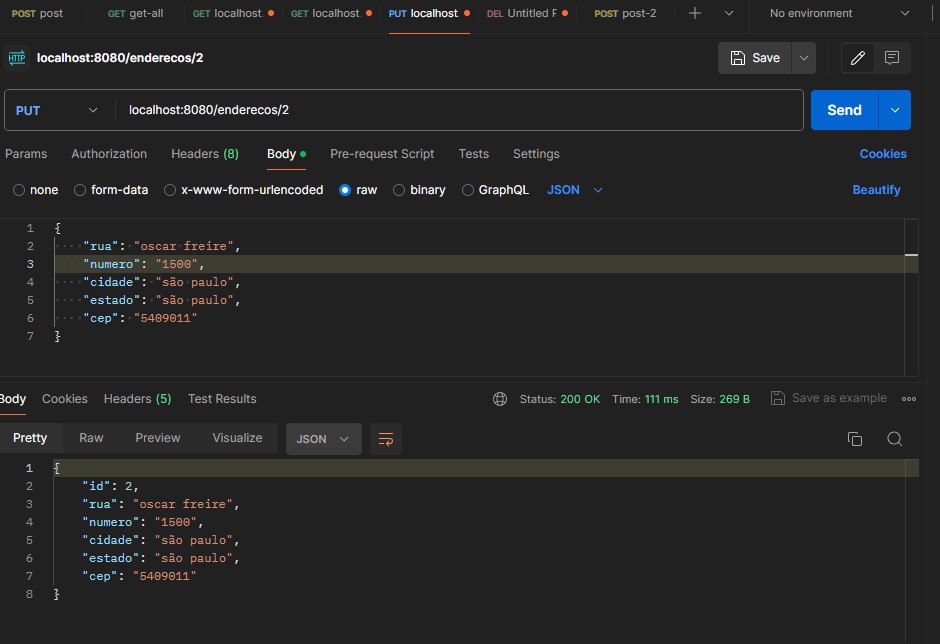 POST post GET get-all GET localhost. GET localhost. PUT localhost DEL Untitled F POST post-2 No environment
HTTP localhost:8080/enderecos/2 Save
PUT localhost:8080/enderecos/2 Send
Params Authorization Headers (8) Body Pre-request Script Tests Settings Cookies
none form-data x-www-form-urlencoded raw binary GraphQL JSON Beautify
1 {
2 "rua": "oscar freire",
3 "numero": "1500",
4 "cidade": "são paulo",
5 "estado": "são paulo",
6 "cep": "5409011"
7 }
Body Cookies Headers (5) Test Results Status: 200 OK Time: 111 ms Size: 269 B Save as example
Pretty Raw Preview Visualize JSON
1 {
2 "id": 2,
3 "rua": "oscar freire",
4 "numero": "1500",
5 "cidade": "são paulo",
6 "estado": "são paulo",
7 "cep": "5409011"
8 }